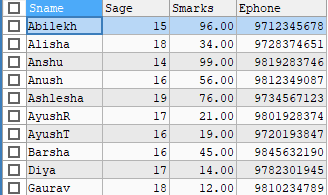 Sname Sage Smarks Ephone
Abilekh 15 96.00 9712345678
Alisha 18 34.00 9728374651
Anshu 14 99.00 9819283746
Anush 16 56.00 9812349087
Ashlesha 19 76.00 9734567123
AyushR 17 21.00 9801928374
AyushT 16 19.00 9720193847
Barsha 16 45.00 9845632190
Diya 17 14.00 9782301945
Gaurav 18 12.00 9810234789